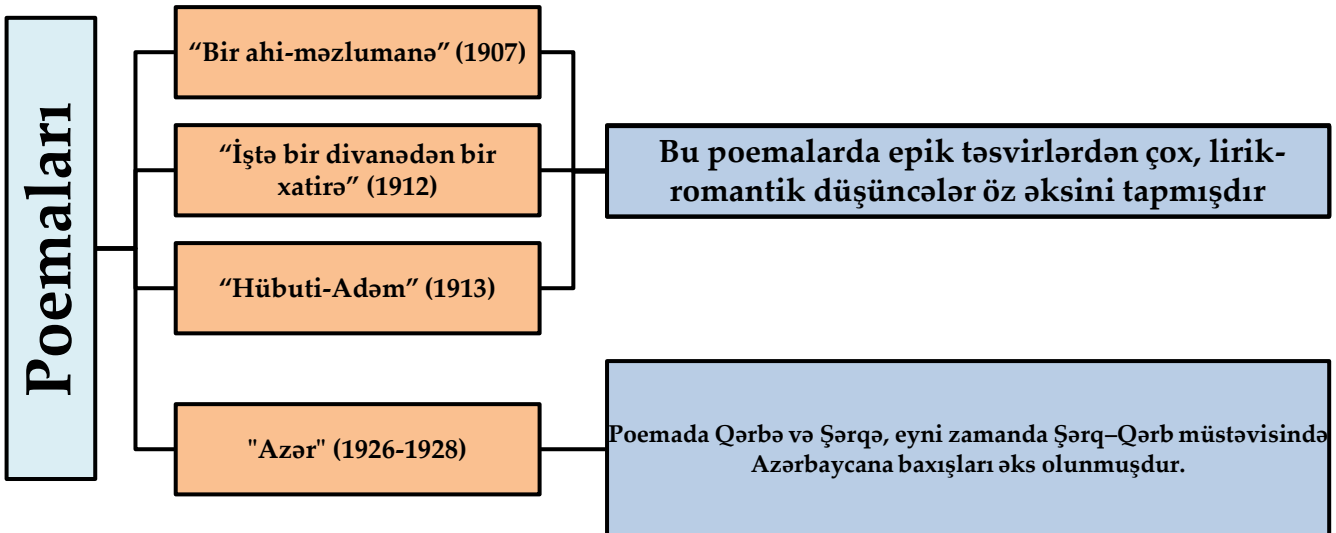 Poemaları
“Bir ahi-məzlumanə” (1907)
“İştə bir divanədən bir
xatirə” (1912)
“Hübuti-Adəm” (1913)
Bu poemalarda epik təsvirlərdən çox, lirik-
romantik düşüncələr öz əksini tapmışdır
"Azər" (1926-1928)
Poemada Qərbə və Şərqə, eyni zamanda Şərq–Qərb müstəvisində
Azərbaycana baxışları əks olunmuşdur.